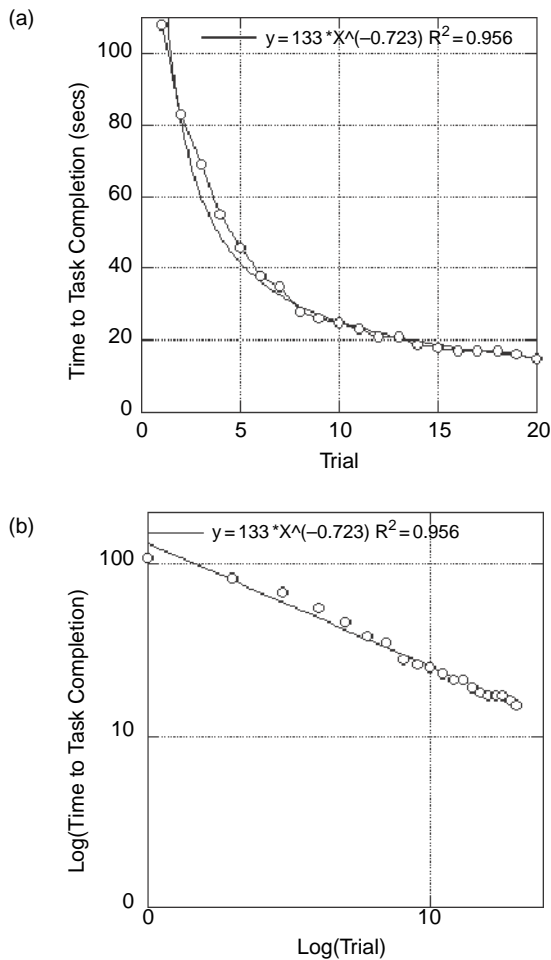 (a)
y = 133 *X^(–0.723) R² = 0.956
100
80
60
40
20
0
Time to Task Completion (secs)
0 5 10 15 20
Trial
(b)
y = 133 *X^(–0.723) R² = 0.956
100
10
0
Log(Time to Task Completion)
0 10
Log(Trial)